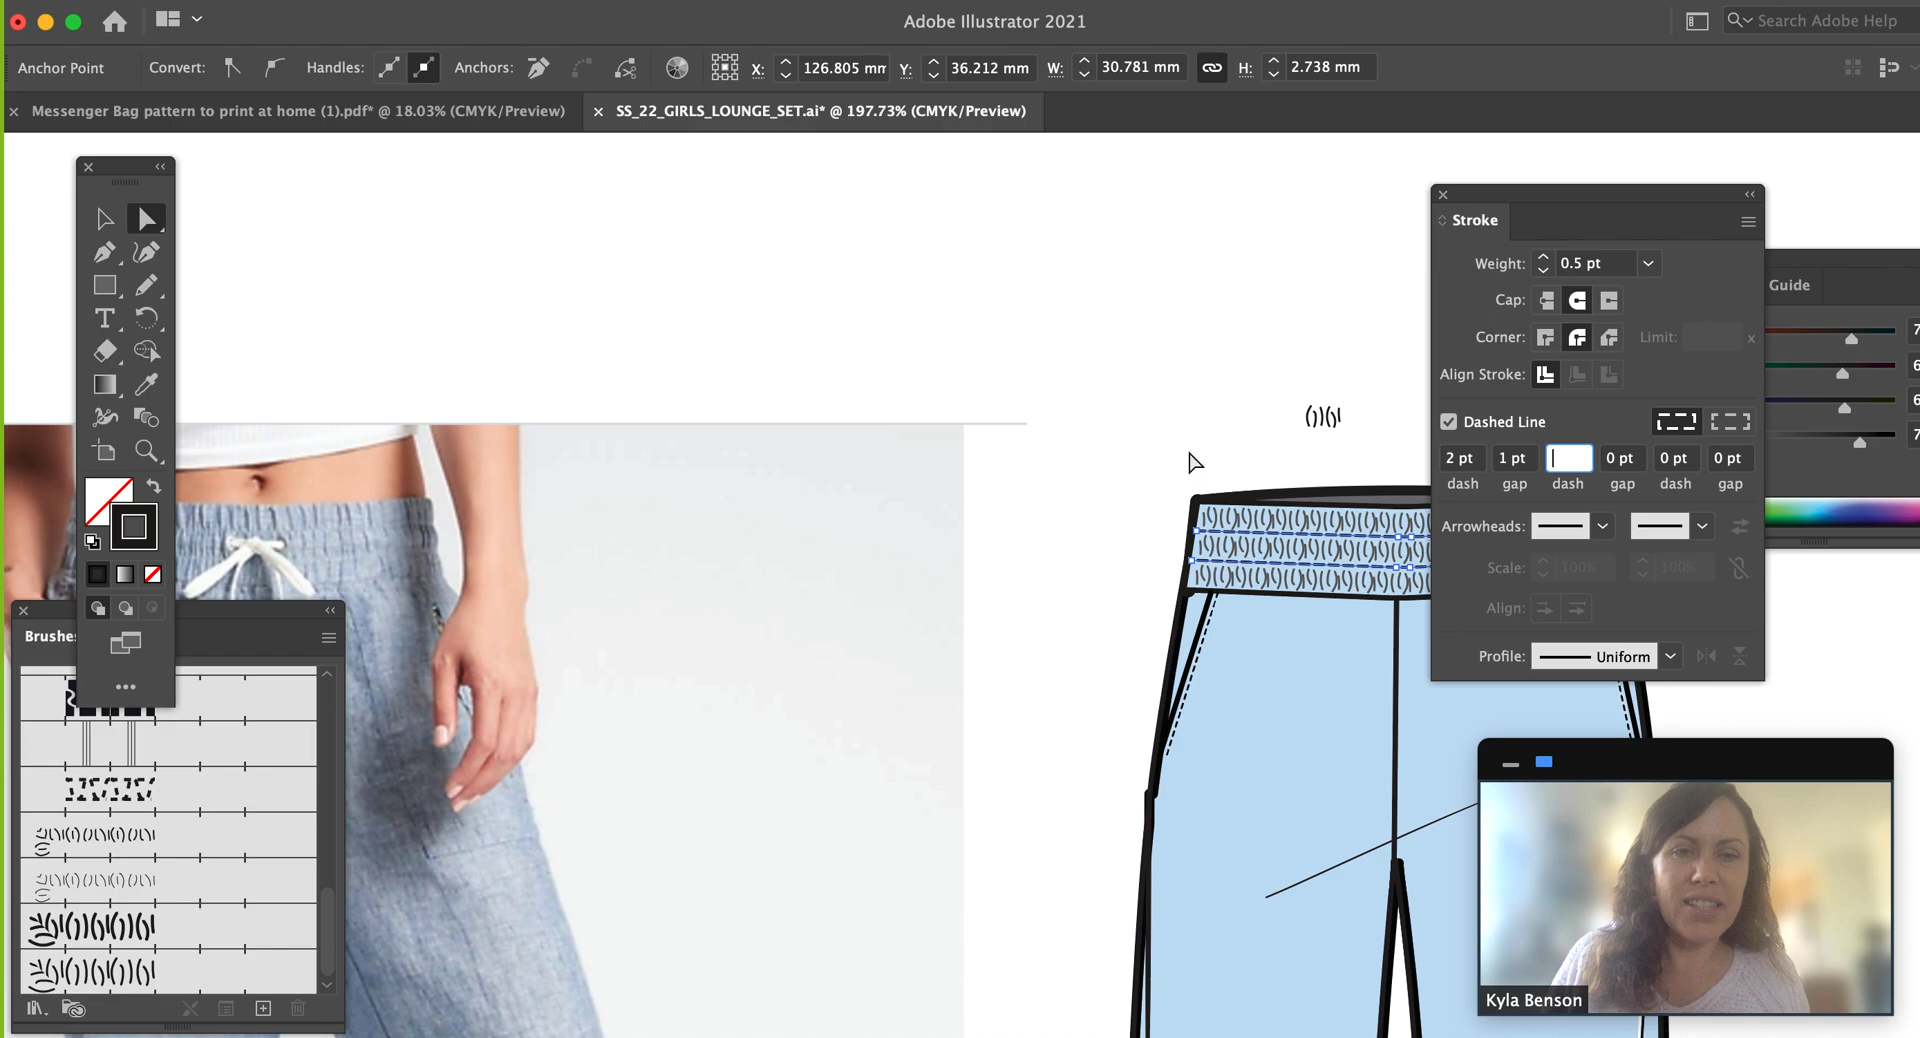 Adobe Illustrator 2021
Search Adobe Help
Anchor Point
Convert:
Handles:
Anchors:
X: 126.805 mm
Y: 36.212 mm
W: 30.781 mm
H: 2.738 mm
Messenger Bag pattern to print at home (1).pdf* @ 18.03% (CMYK/Preview)
SS_22_GIRLS_LOUNGE_SET.ai* @ 197.73% (CMYK/Preview)
Stroke
Weight: 0.5 pt
Guide
Cap:
Corner:
Limit:
x
Align Stroke:
Dashed Line
2 pt 1 pt 0 pt 0 pt 0 pt
dash gap dash gap dash gap
Arrowheads:
Scale: 100% 100%
Align:
Profile: Uniform
Brushes
Kyla Benson